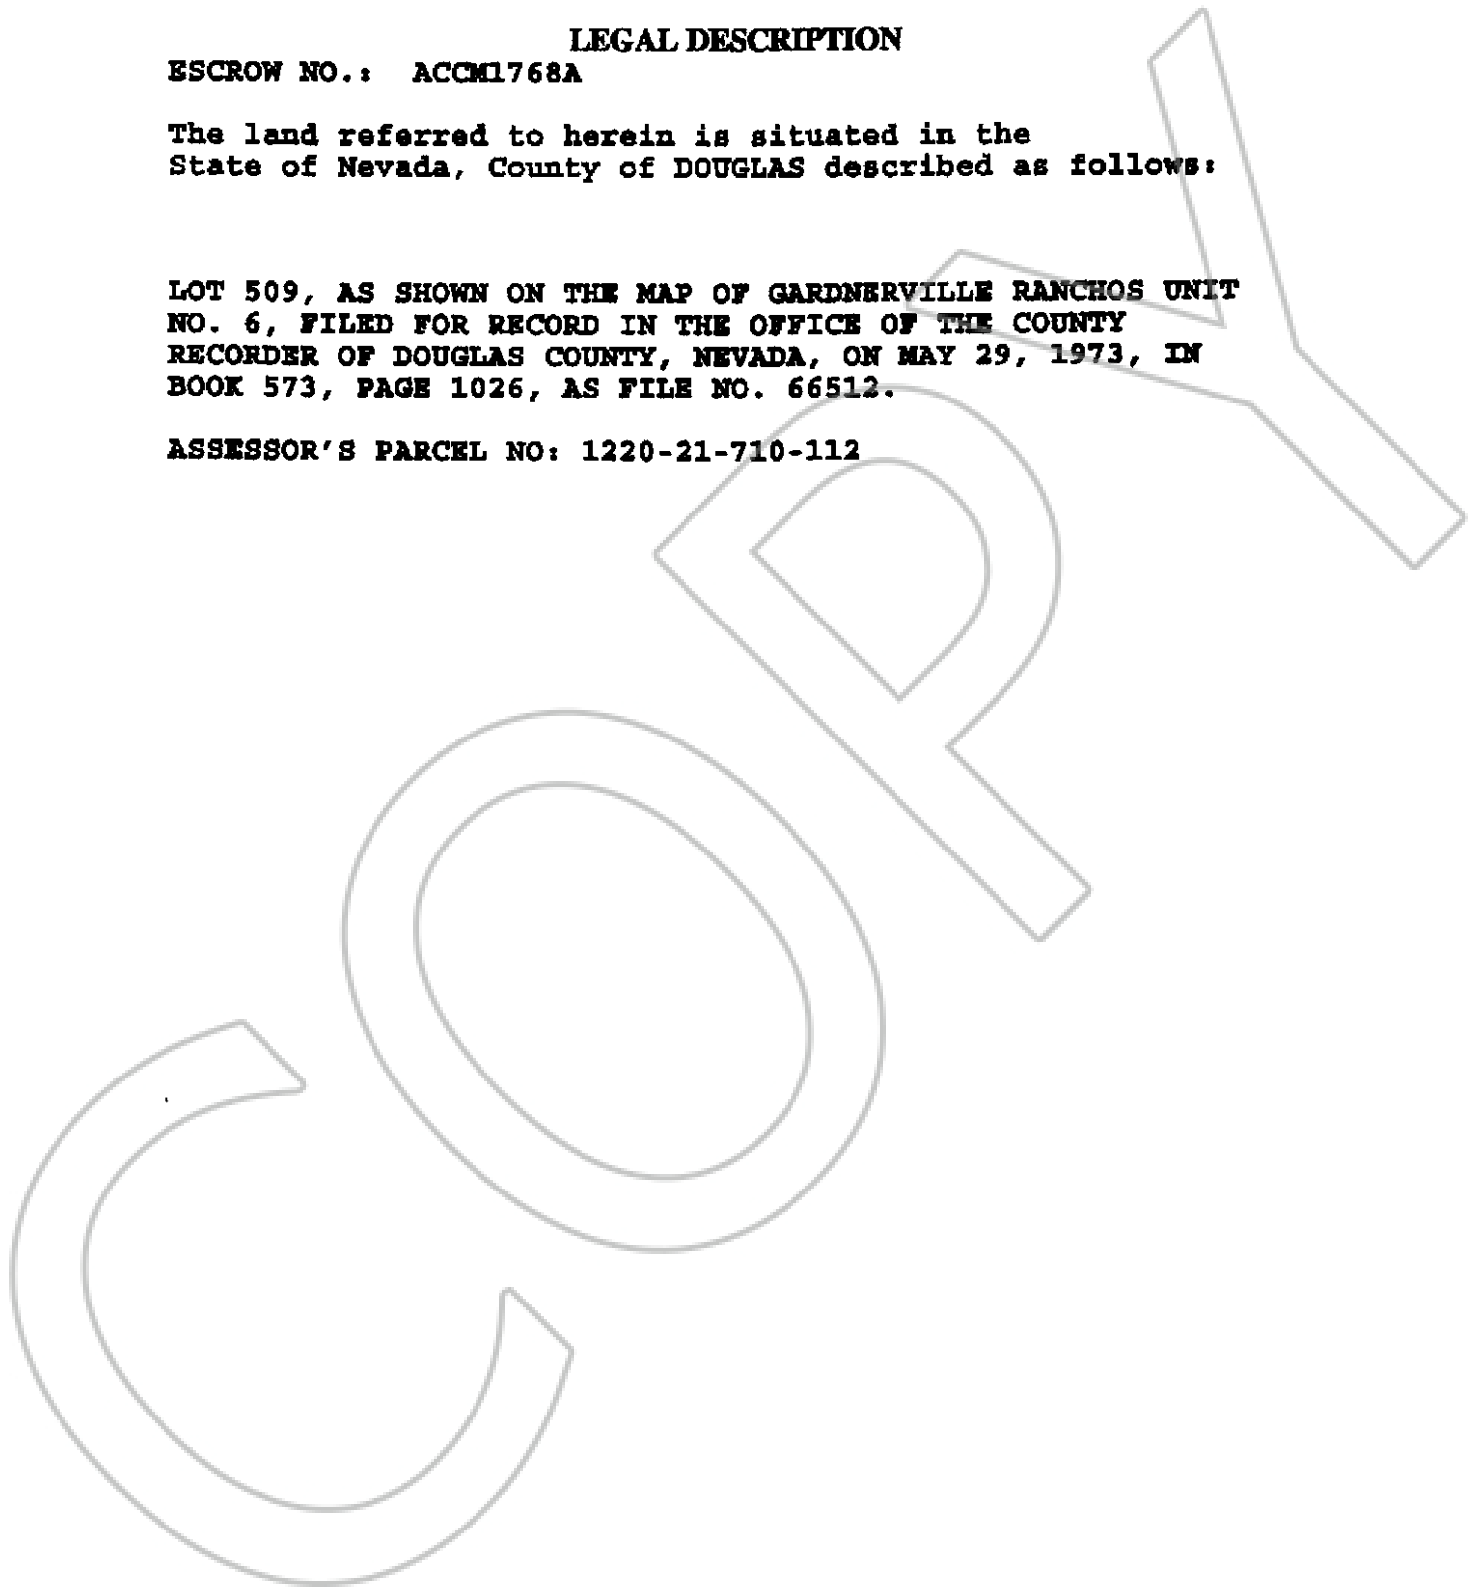 LEGAL DESCRIPTION
ESCROW NO.: ACCM1768A
The land referred to herein is situated in the
State of Nevada, County of DOUGLAS described as follows:
LOT 509, AS SHOWN ON THE MAP OF GARDNERVILLE RANCHOS UNIT
NO. 6, FILED FOR RECORD IN THE OFFICE OF THE COUNTY
RECORDER OF DOUGLAS COUNTY, NEVADA, ON MAY 29, 1973, IN
BOOK 573, PAGE 1026, AS FILE NO. 66512.
ASSESSOR'S PARCEL NO: 1220-21-710-112
COPY